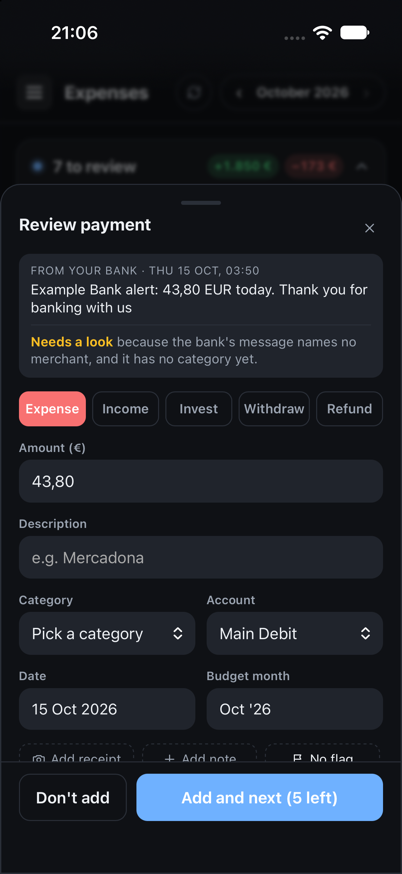 21:06
Expenses
October 2026
7 to review
+1.850 €
−173 €
Review payment
FROM YOUR BANK · THU 15 OCT, 03:50
Example Bank alert: 43,80 EUR today. Thank you for
banking with us
Needs a look because the bank's message names no
merchant, and it has no category yet.
Expense
Income
Invest
Withdraw
Refund
Amount (€)
43,80
Description
e.g. Mercadona
Category
Account
Pick a category
Main Debit
Date
Budget month
15 Oct 2026
Oct '26
Add receipt
Add note
No flag
Don't add
Add and next (5 left)